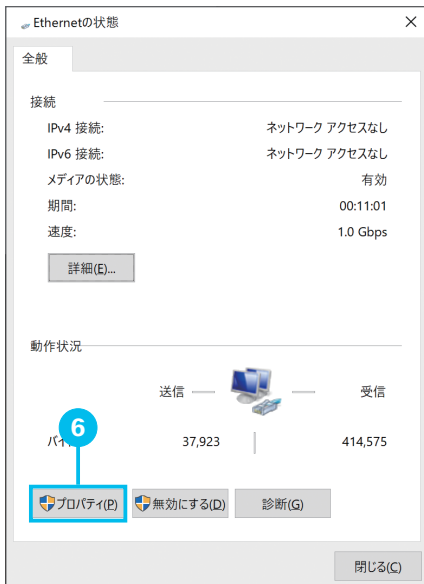 Ethernetの状態
全般
接続
IPv4 接続: ネットワーク アクセスなし
IPv6 接続: ネットワーク アクセスなし
メディアの状態: 有効
期間: 00:11:01
速度: 1.0 Gbps
詳細(E)...
動作状況
送信 受信
6
バイ 37,923 414,575
プロパティ(P) 無効にする(D) 診断(G)
閉じる(C)